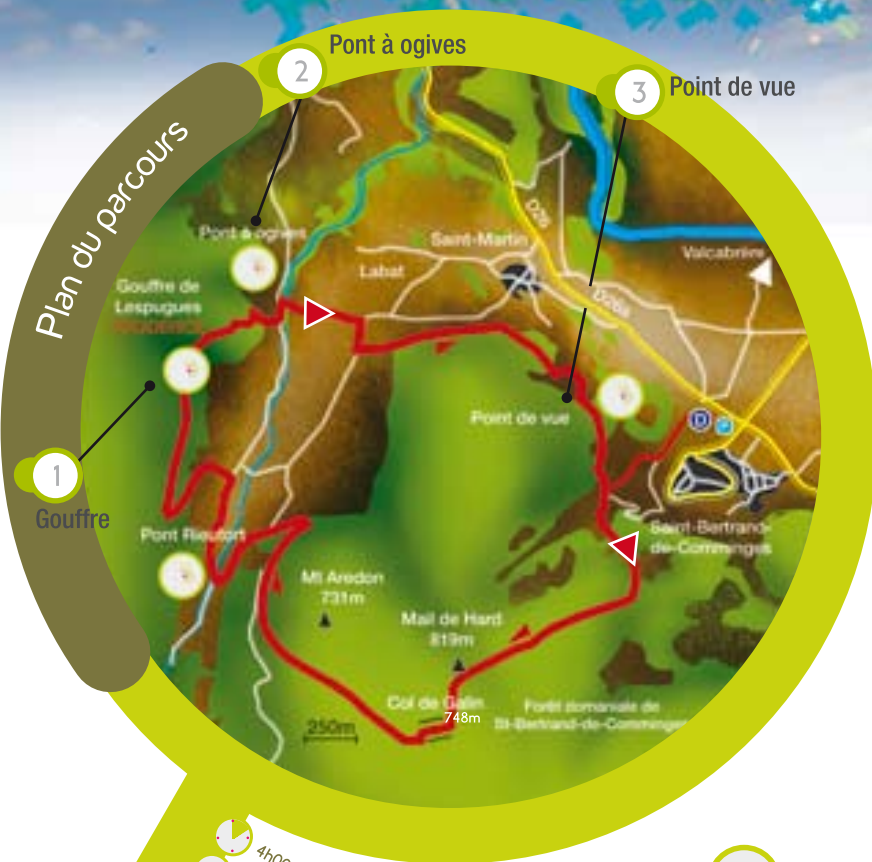 Pont à ogives
2
3
Point de vue
Plan du parcours
Pont à ogives
D26
Saint-Martin
Valcabrère
Labat
Gouffre de
Lespugues
Point de vue
D
1
Gouffre
Pont Rieufort
Saint-Bertrand-
de-Comminges
Mt Aredon
731m
Mail de Hard
819m
Col de Galin
748m
Forêt domaniale de
St-Bertrand-de-Comminges
250m